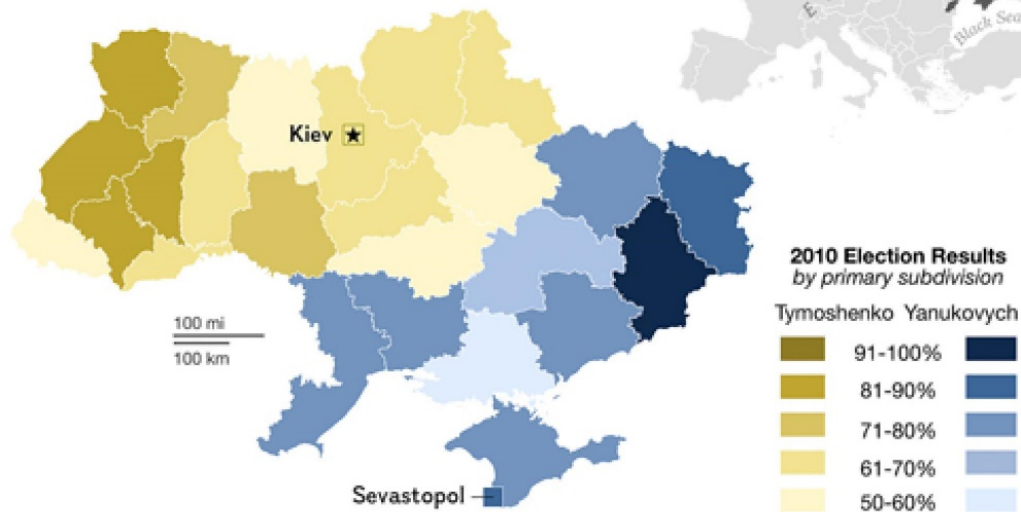 Black Sea
Kiev
100 mi
100 km
Sevastopol
2010 Election Results
by primary subdivision
Tymoshenko Yanukovych
91-100%
81-90%
71-80%
61-70%
50-60%